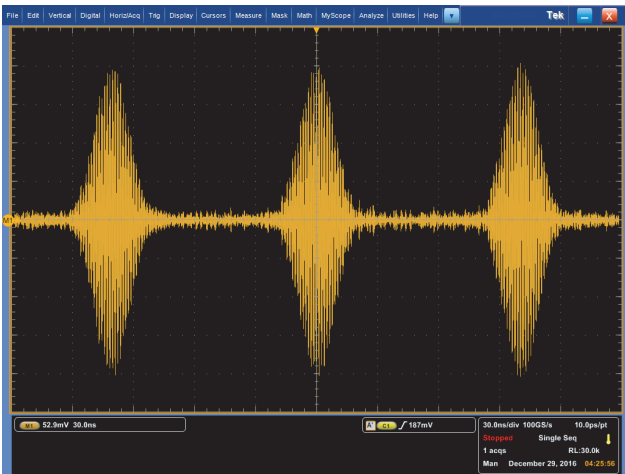 File Edit Vertical Digital Horiz/Acq Trig Display Cursors Measure Mask Math MyScope Analyze Utilities Help Tek X
M1
M1 52.9mV 30.0ns
A' C1 187mV
30.0ns/div 100GS/s 10.0ps/pt
Stopped Single Seq
1 acqs RL:30.0k
Man December 29, 2016 04:25:56